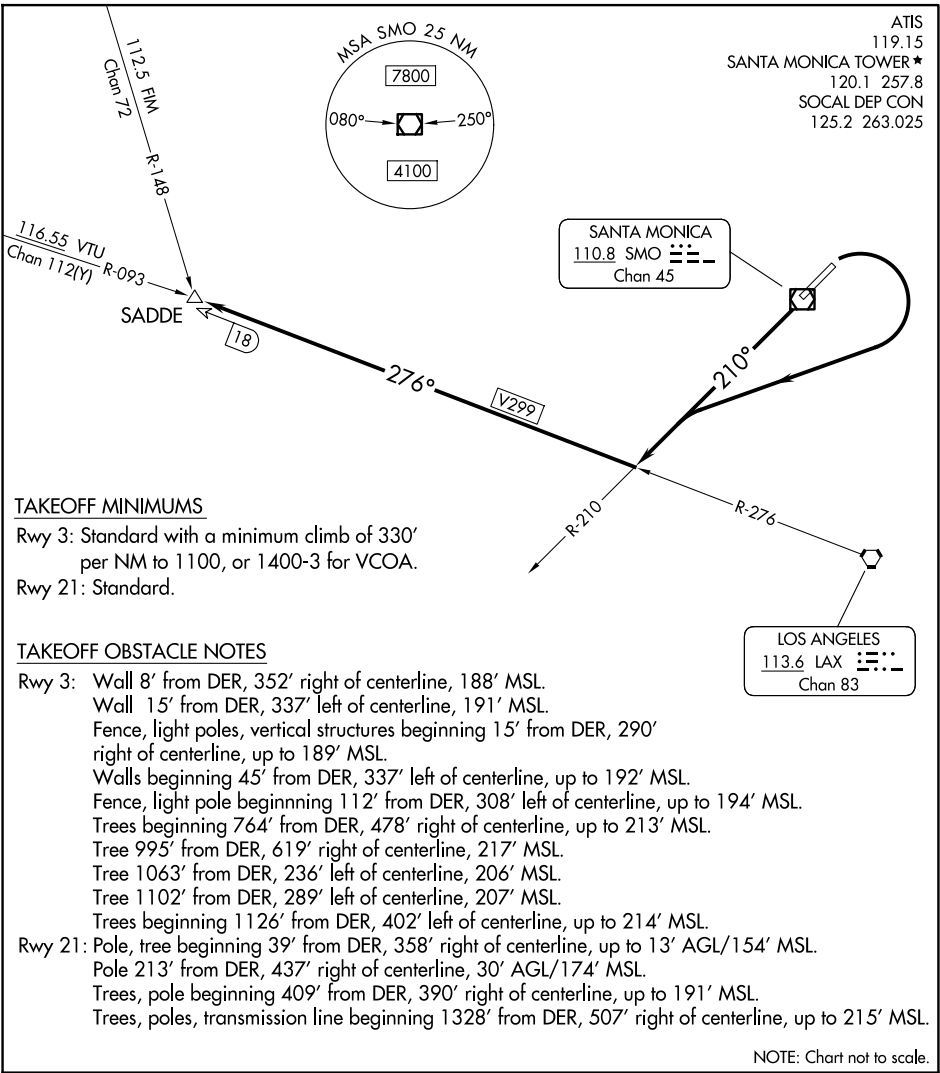 ATIS
119.15
SANTA MONICA TOWER★
120.1 257.8
SOCAL DEP CON
125.2 263.025
MSA SMO 25 NM
7800
080°
250°
4100
112.5 FIM
Chan 72
R-148
116.55 VTU
Chan 112(Y)
R-093
SADDE
18
SANTA MONICA
110.8 SMO
Chan 45
276°
V299
210°
R-210
R-276
LOS ANGELES
113.6 LAX
Chan 83
TAKEOFF MINIMUMS
Rwy 3: Standard with a minimum climb of 330'
per NM to 1100, or 1400-3 for VCOA.
Rwy 21: Standard.
TAKEOFF OBSTACLE NOTES
Rwy 3: Wall 8' from DER, 352' right of centerline, 188' MSL.
Wall 15' from DER, 337' left of centerline, 191' MSL.
Fence, light poles, vertical structures beginning 15' from DER, 290'
right of centerline, up to 189' MSL.
Walls beginning 45' from DER, 337' left of centerline, up to 192' MSL.
Fence, light pole beginnning 112' from DER, 308' left of centerline, up to 194' MSL.
Trees beginning 764' from DER, 478' right of centerline, up to 213' MSL.
Tree 995' from DER, 619' right of centerline, 217' MSL.
Tree 1063' from DER, 236' left of centerline, 206' MSL.
Tree 1102' from DER, 289' left of centerline, 207' MSL.
Trees beginning 1126' from DER, 402' left of centerline, up to 214' MSL.
Rwy 21: Pole, tree beginning 39' from DER, 358' right of centerline, up to 13' AGL/154' MSL.
Pole 213' from DER, 437' right of centerline, 30' AGL/174' MSL.
Trees, pole beginning 409' from DER, 390' right of centerline, up to 191' MSL.
Trees, poles, transmission line beginning 1328' from DER, 507' right of centerline, up to 215' MSL.
NOTE: Chart not to scale.